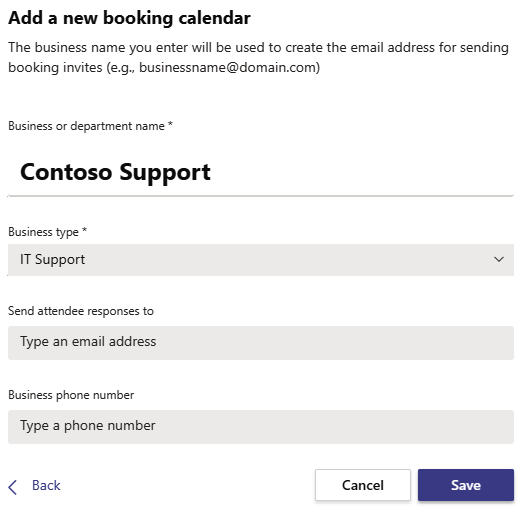 Add a new booking calendar
The business name you enter will be used to create the email address for sending
booking invites (e.g., businessname@domain.com)
Business or department name *
Contoso Support
Business type *
IT Support
Send attendee responses to
Type an email address
Business phone number
Type a phone number
Back
Cancel
Save